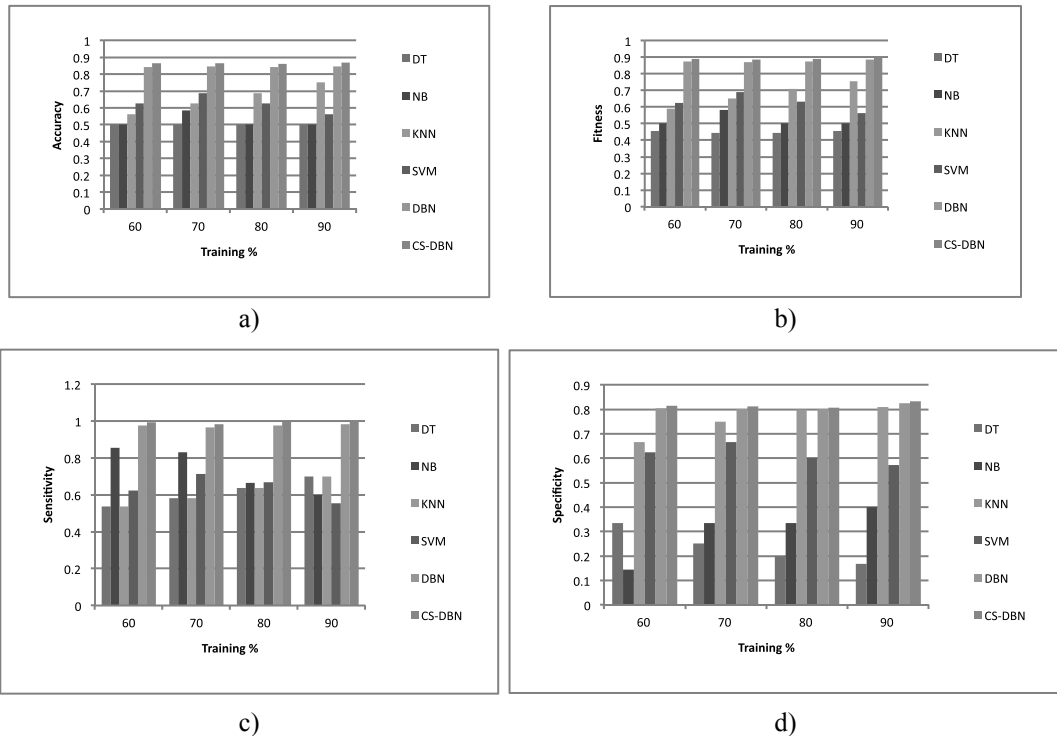 1
0.9
0.8
0.7
0.6
0.5
0.4
0.3
0.2
0.1
0
Accuracy
60 70 80 90
Training %
DT
NB
KNN
SVM
DBN
CS-DBN
a)
1
0.9
0.8
0.7
0.6
0.5
0.4
0.3
0.2
0.1
0
Fitness
60 70 80 90
Training %
DT
NB
KNN
SVM
DBN
CS-DBN
b)
1.2
1
0.8
0.6
0.4
0.2
0
Sensitivity
60 70 80 90
Training %
DT
NB
KNN
SVM
DBN
CS-DBN
c)
0.9
0.8
0.7
0.6
0.5
0.4
0.3
0.2
0.1
0
Specificity
60 70 80 90
Training %
DT
NB
KNN
SVM
DBN
CS-DBN
d)